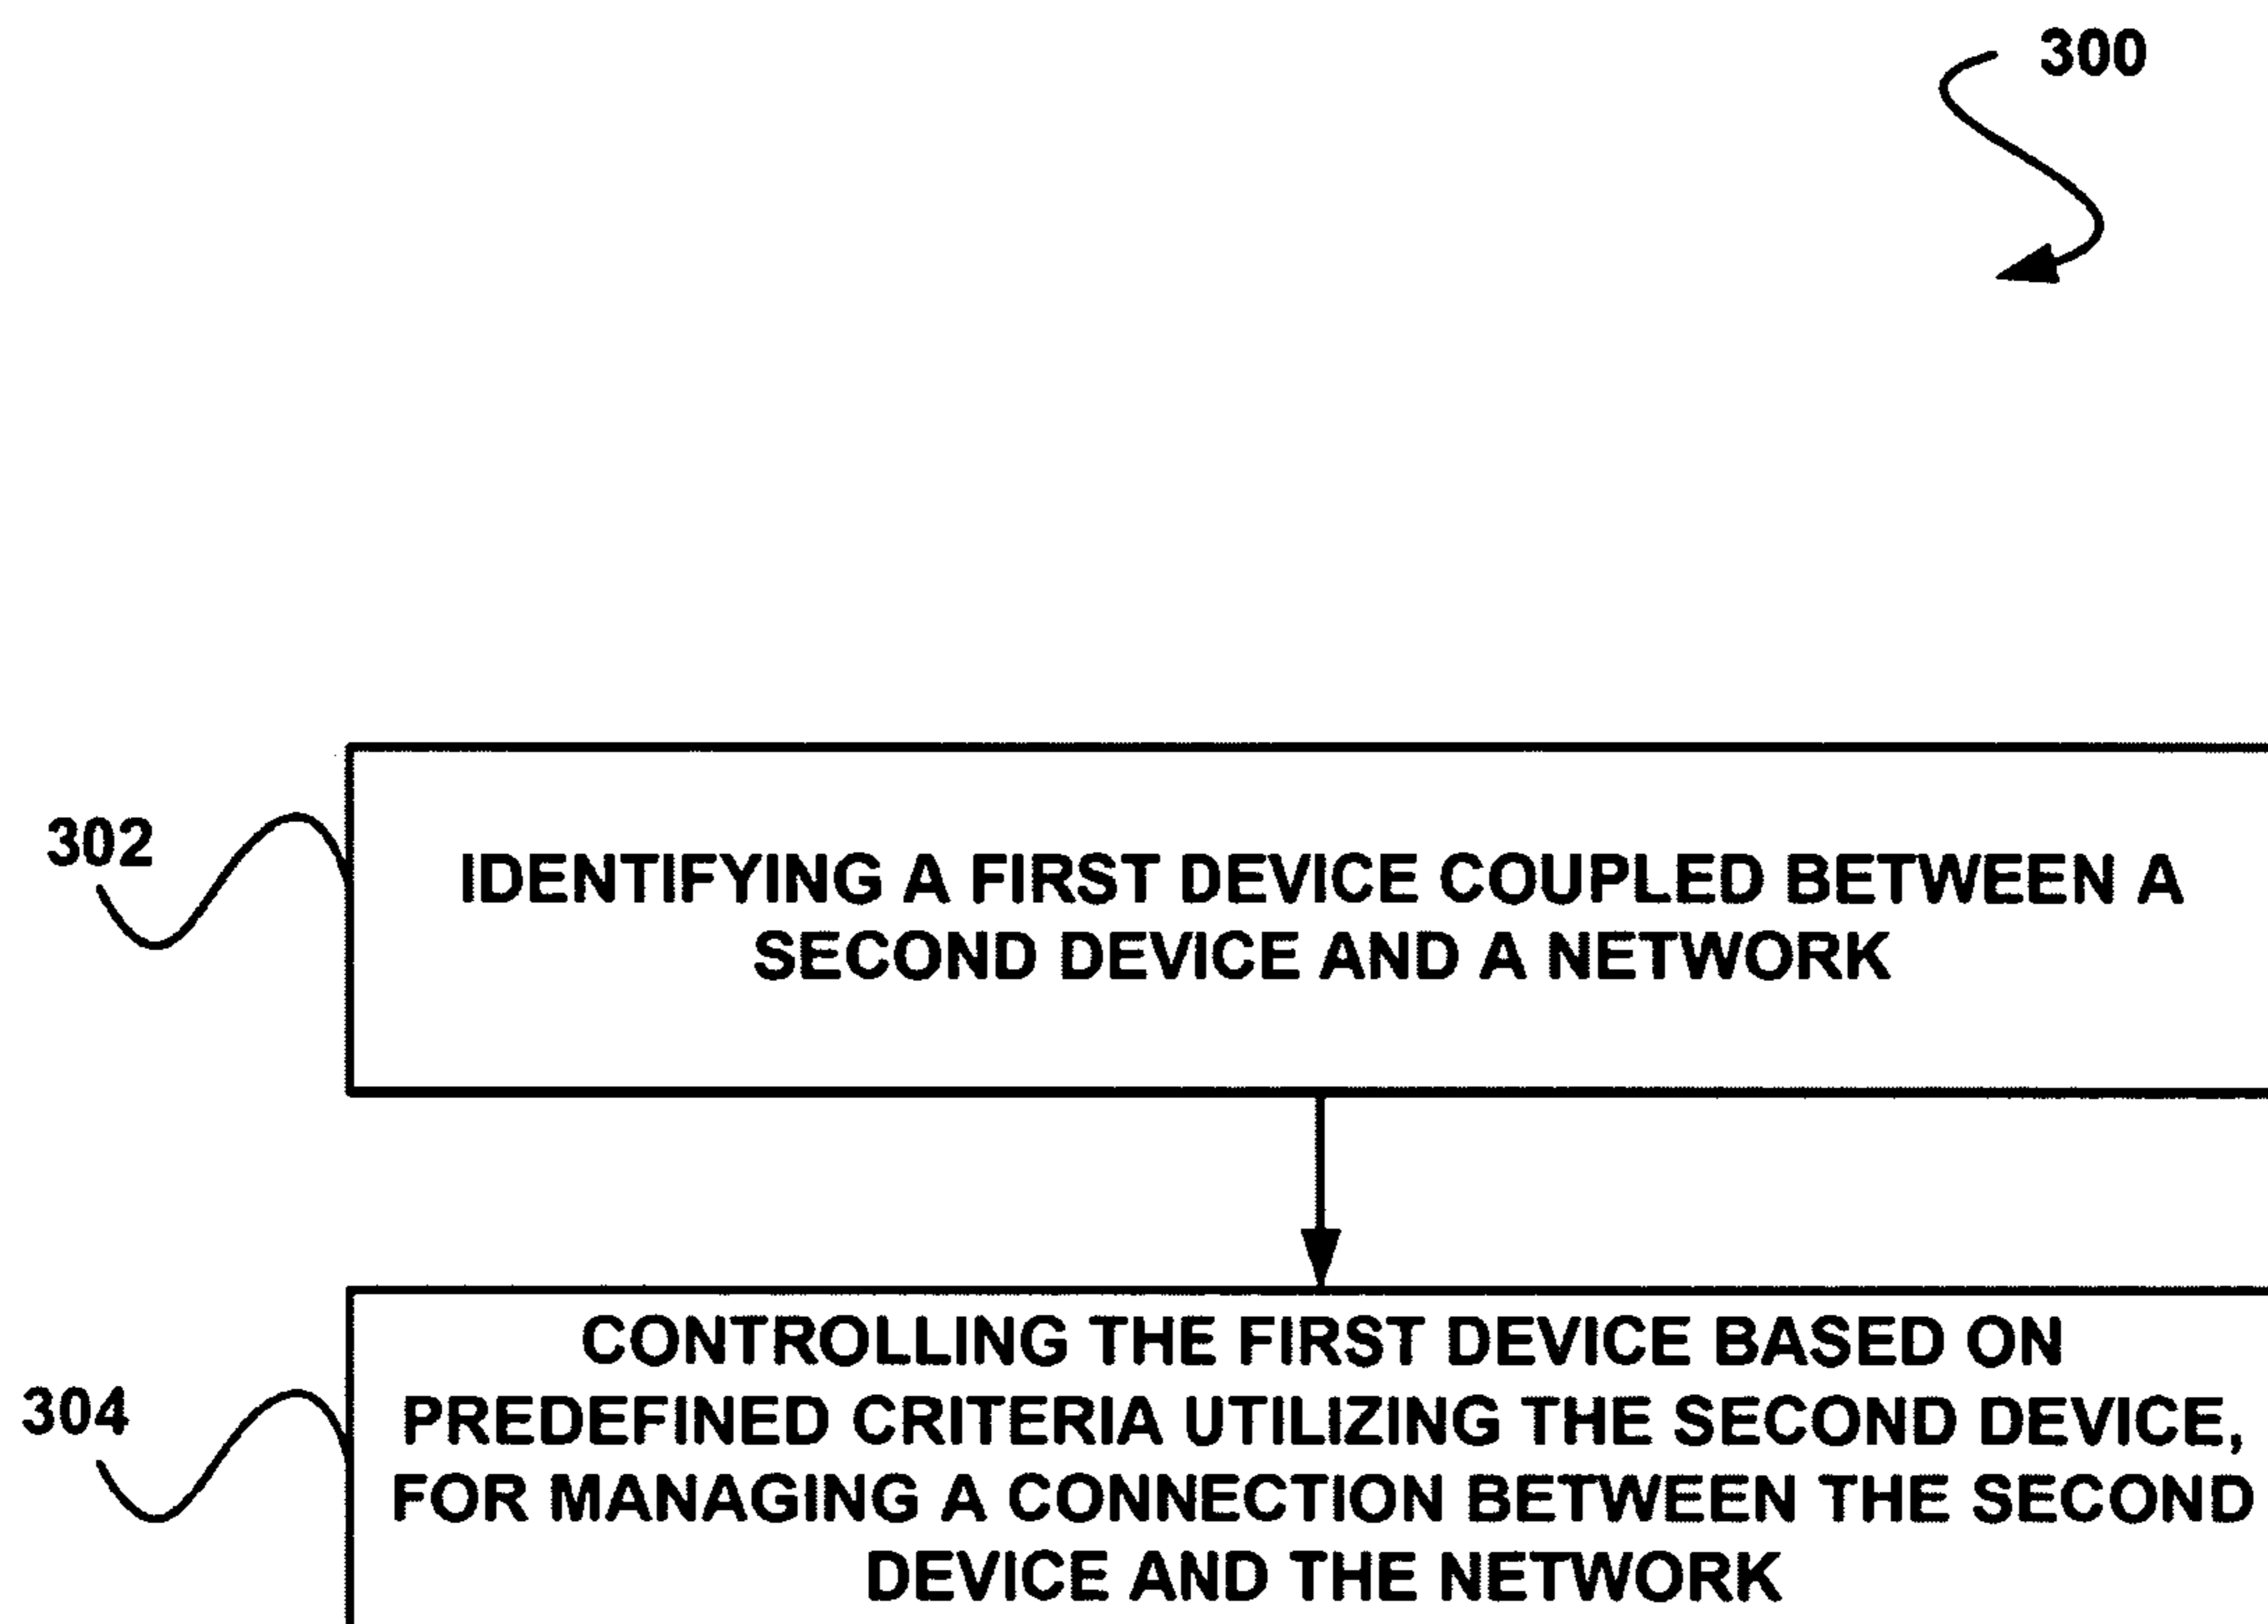 300
302
IDENTIFYING A FIRST DEVICE COUPLED BETWEEN A
SECOND DEVICE AND A NETWORK
304
CONTROLLING THE FIRST DEVICE BASED ON
PREDEFINED CRITERIA UTILIZING THE SECOND DEVICE,
FOR MANAGING A CONNECTION BETWEEN THE SECOND
DEVICE AND THE NETWORK